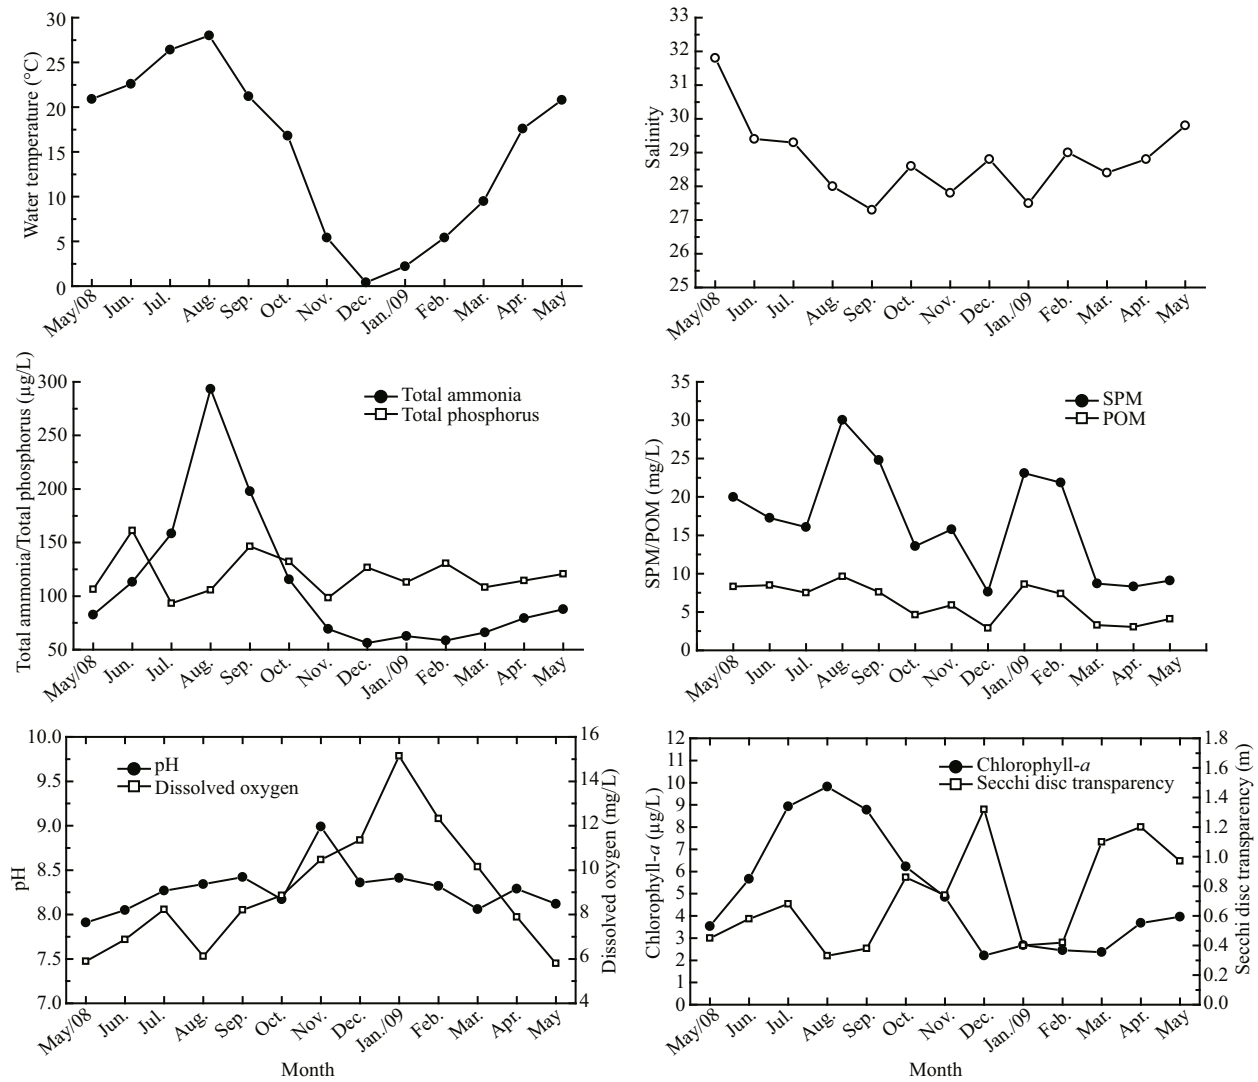 Water temperature (°C)
30
25
20
15
10
5
0
May/08 Jun. Jul. Aug. Sep. Oct. Nov. Dec. Jan./09 Feb. Mar. Apr. May
Salinity
33
32
31
30
29
28
27
26
25
May/08 Jun. Jul. Aug. Sep. Oct. Nov. Dec. Jan./09 Feb. Mar. Apr. May
Total ammonia/Total phosphorus (µg/L)
300
250
200
150
100
50
Total ammonia
Total phosphorus
May/08 Jun. Jul. Aug. Sep. Oct. Nov. Dec. Jan./09 Feb. Mar. Apr. May
SPM/POM (mg/L)
35
30
25
20
15
10
5
0
SPM
POM
May/08 Jun. Jul. Aug. Sep. Oct. Nov. Dec. Jan./09 Feb. Mar. Apr. May
pH
10.0
9.5
9.0
8.5
8.0
7.5
7.0
pH
Dissolved oxygen
16
14
12
10
8
6
4
Dissolved oxygen (mg/L)
May/08 Jun. Jul. Aug. Sep. Oct. Nov. Dec. Jan./09 Feb. Mar. Apr. May
Month
Chlorophyll-a (µg/L)
12
11
10
9
8
7
6
5
4
3
2
1
0
Chlorophyll-a
Secchi disc transparency
1.8
1.6
1.4
1.2
1.0
0.8
0.6
0.4
0.2
0.0
Secchi disc transparency (m)
May/08 Jun. Jul. Aug. Sep. Oct. Nov. Dec. Jan./09 Feb. Mar. Apr. May
Month